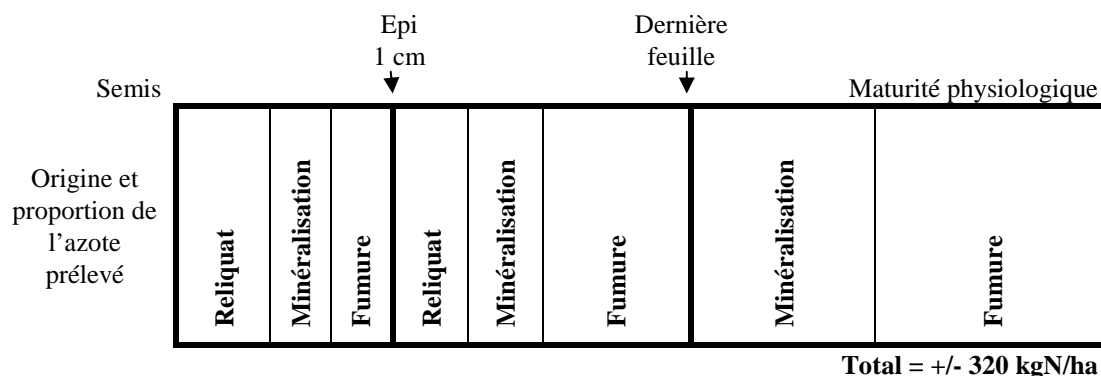 Epi
1 cm
Dernière
feuille
Semis
Maturité physiologique
Origine et
proportion de
l’azote
prélevé
Reliquat
Minéralisation
Fumure
Reliquat
Minéralisation
Fumure
Minéralisation
Fumure
Total = +/- 320 kgN/ha